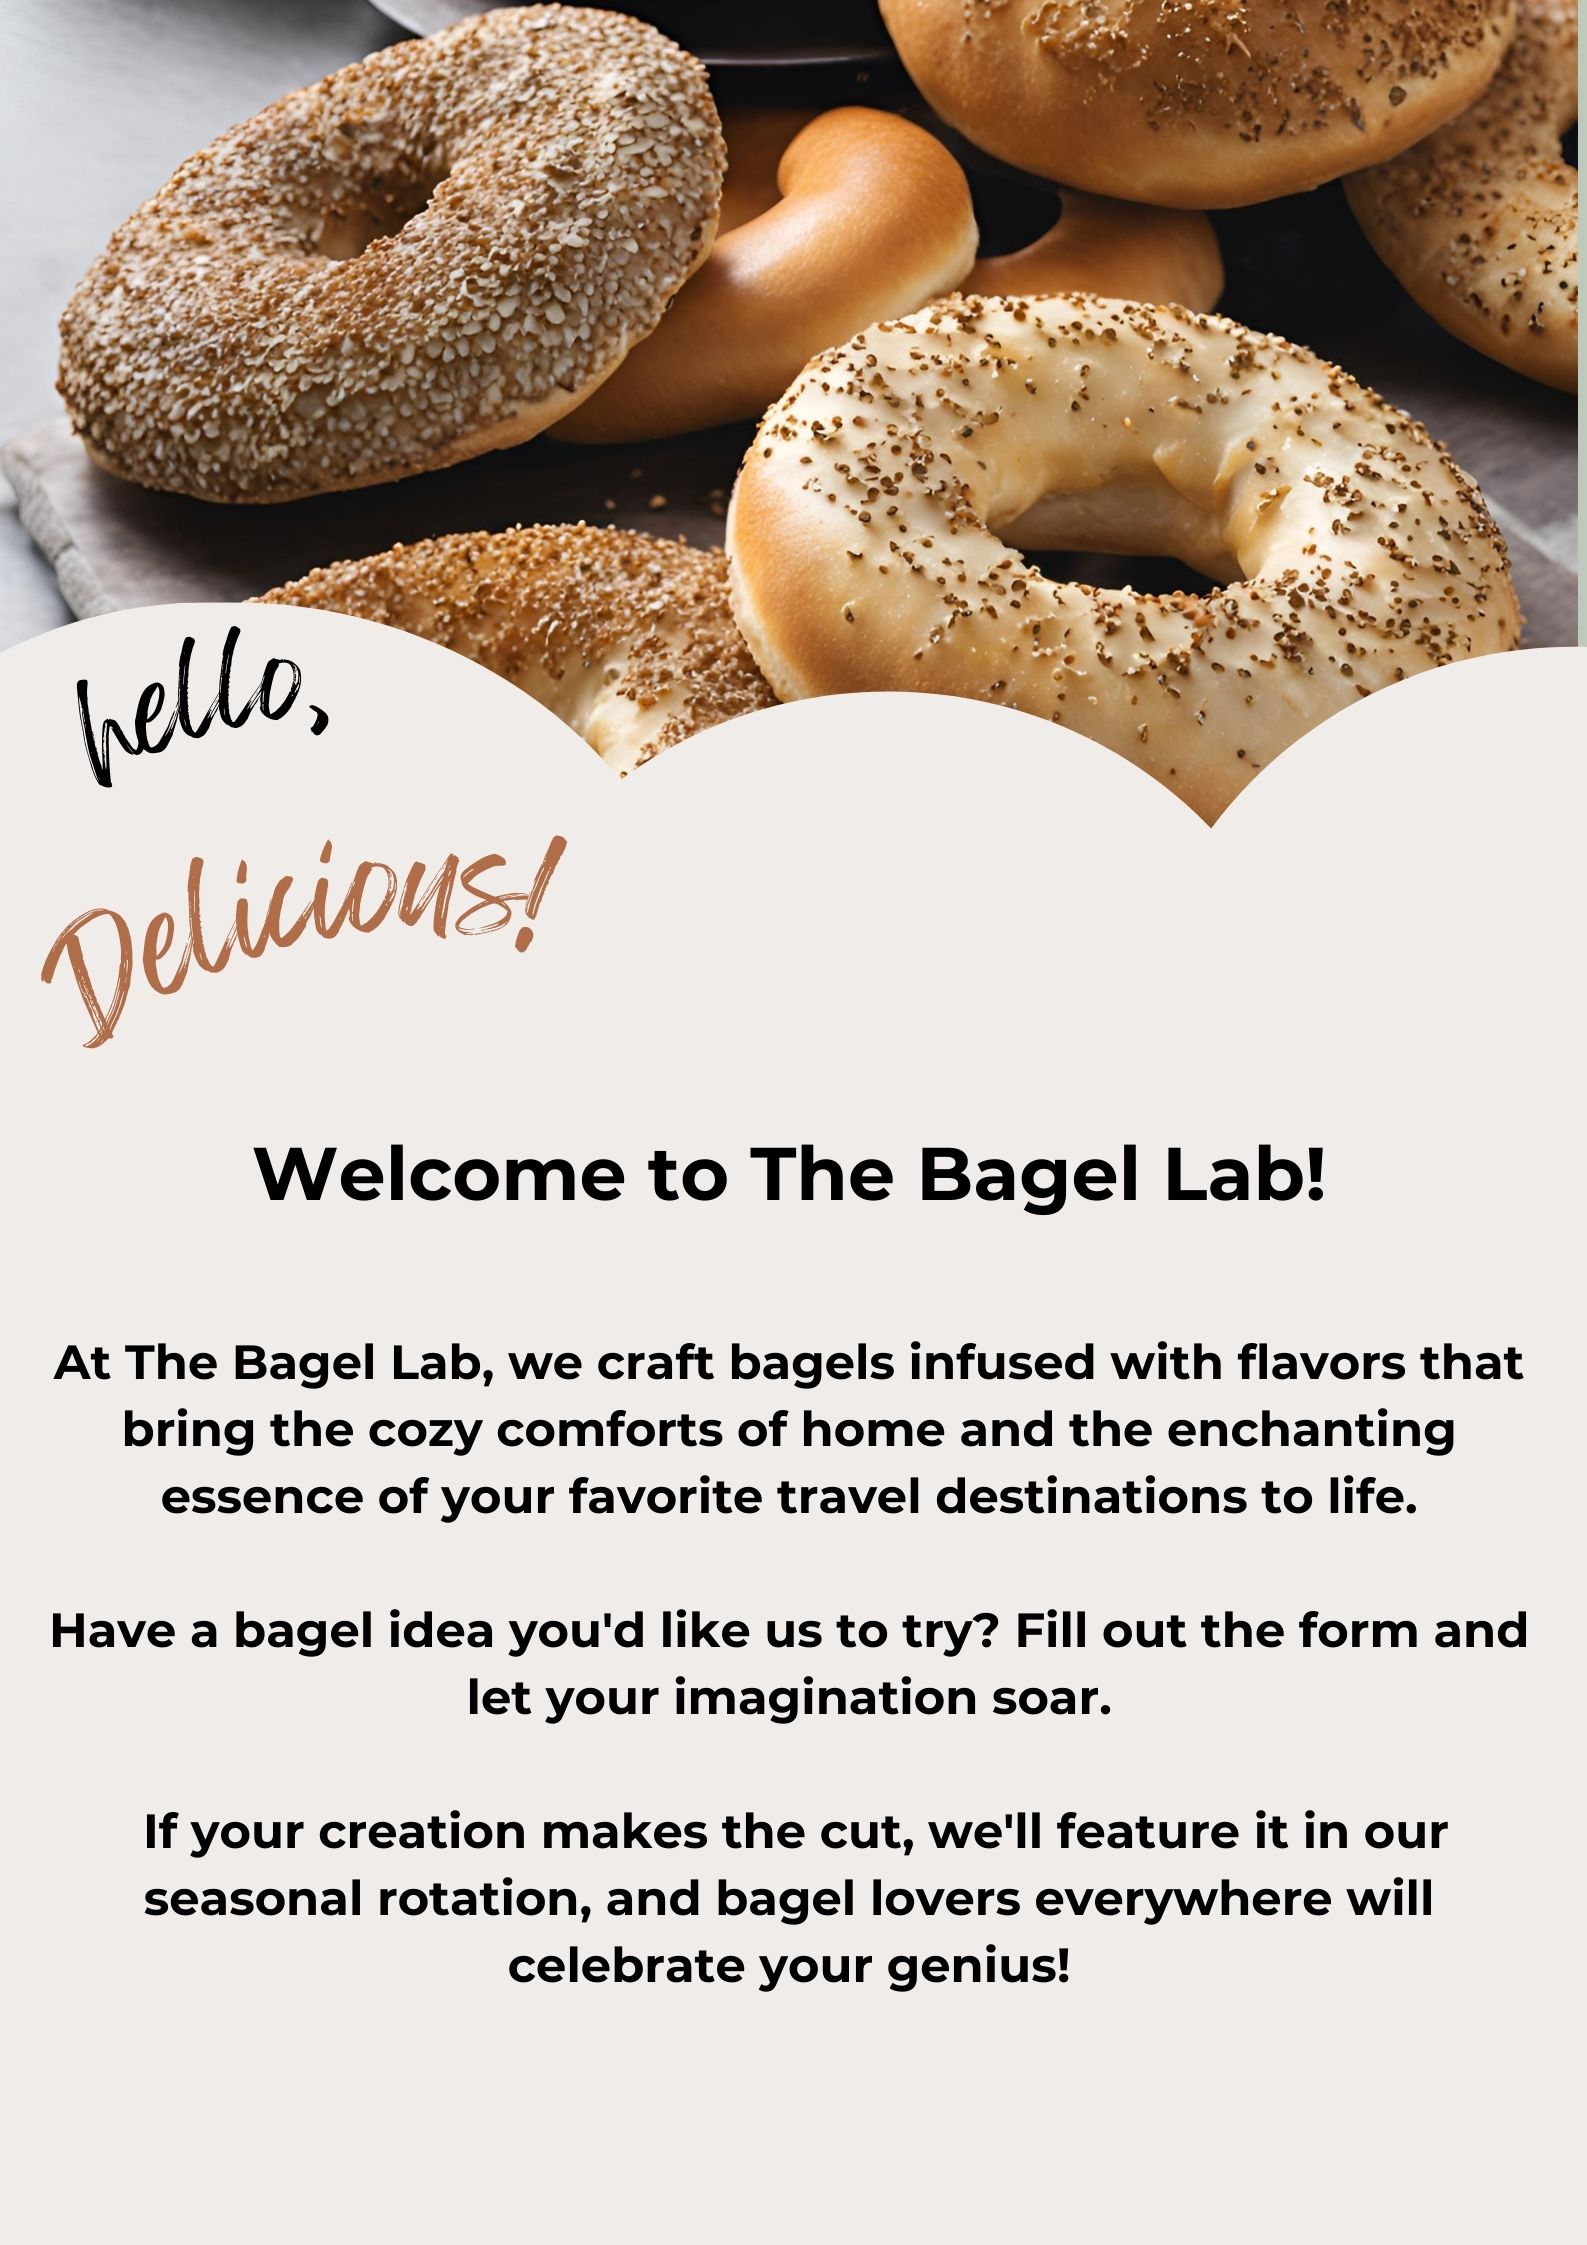 hello,
Delicious!
Welcome to The Bagel Lab!
At The Bagel Lab, we craft bagels infused with flavors that
bring the cozy comforts of home and the enchanting
essence of your favorite travel destinations to life.
Have a bagel idea you'd like us to try? Fill out the form and
let your imagination soar.
If your creation makes the cut, we'll feature it in our
seasonal rotation, and bagel lovers everywhere will
celebrate your genius!